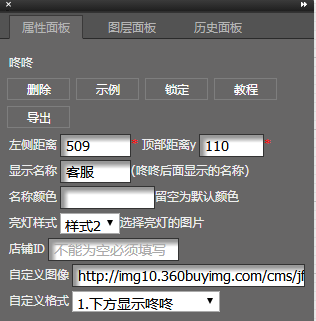 属性面板 图层面板 历史面板
咚咚
删除 示例 锁定 教程
导出
左侧距离 509 * 顶部距离y 110 *
显示名称 客服 (咚咚后面显示的名称)
名称颜色 留空为默认颜色
亮灯样式 样式2 选择亮灯的图片
店铺ID 不能为空必须填写
自定义图像 http://img10.360buyimg.com/cms/jf
自定义格式 1.下方显示咚咚